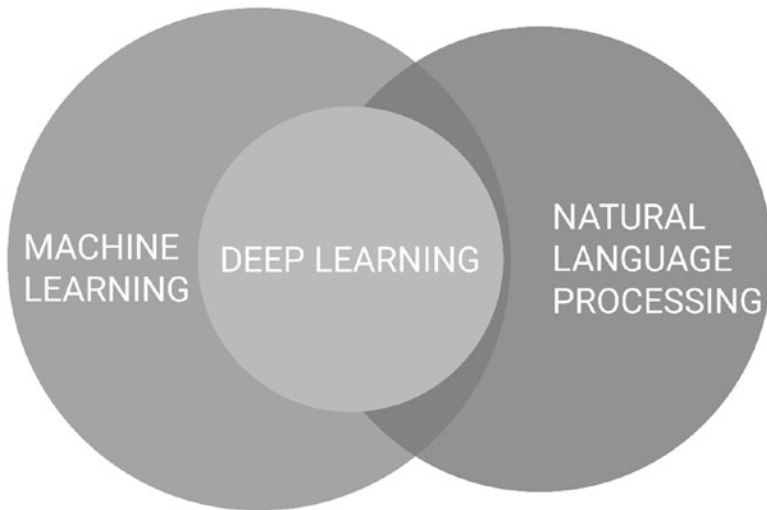 MACHINE
LEARNING
DEEP LEARNING
NATURAL
LANGUAGE
PROCESSING